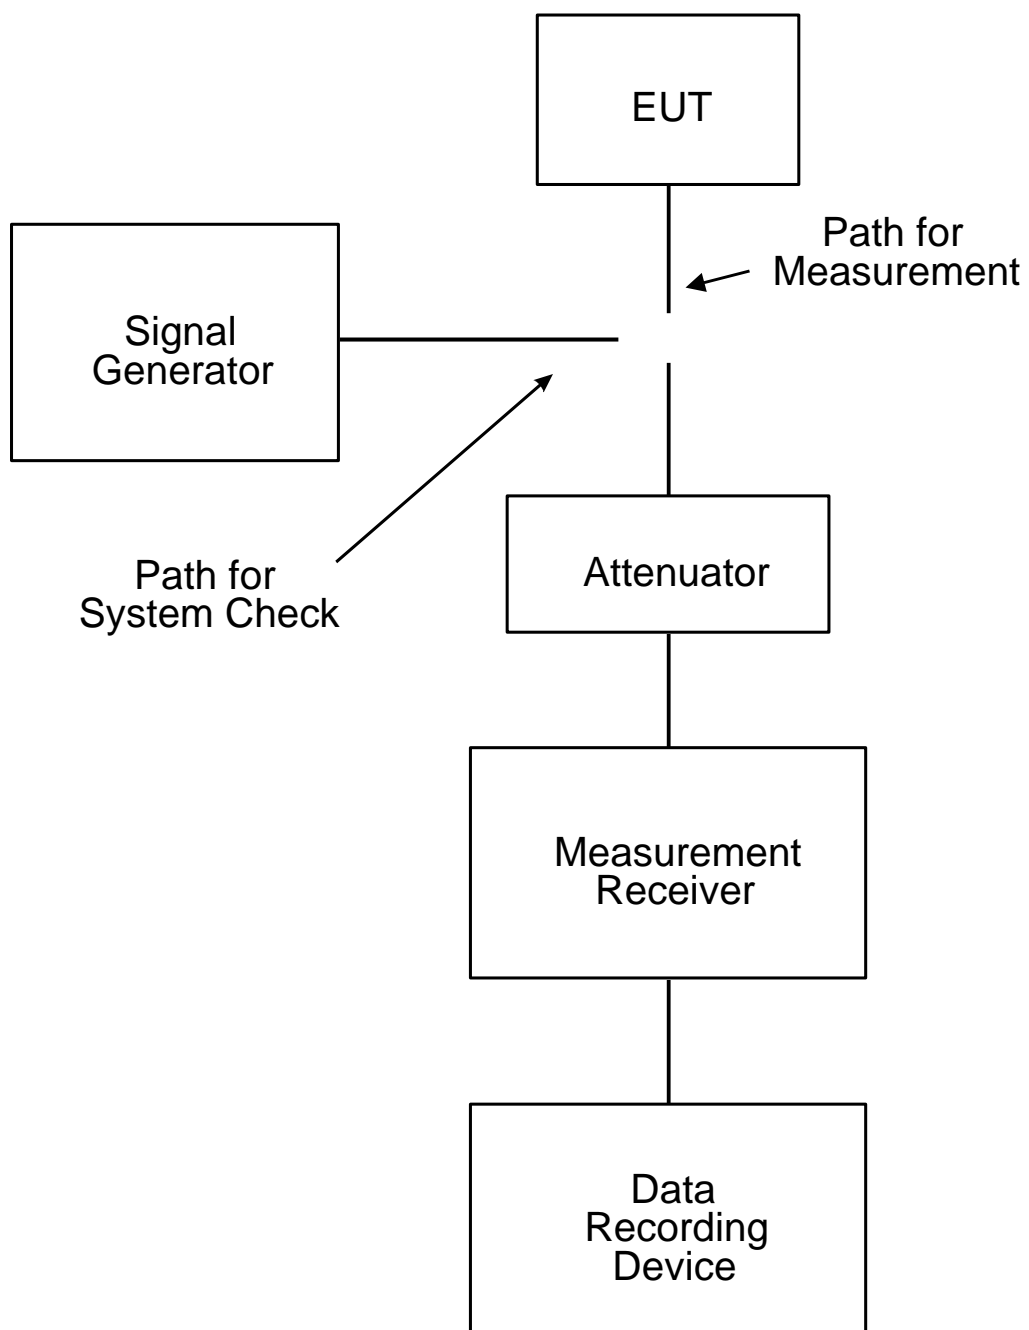 EUT
Path for
Measurement
Signal
Generator
Path for
System Check
Attenuator
Measurement
Receiver
Data
Recording
Device